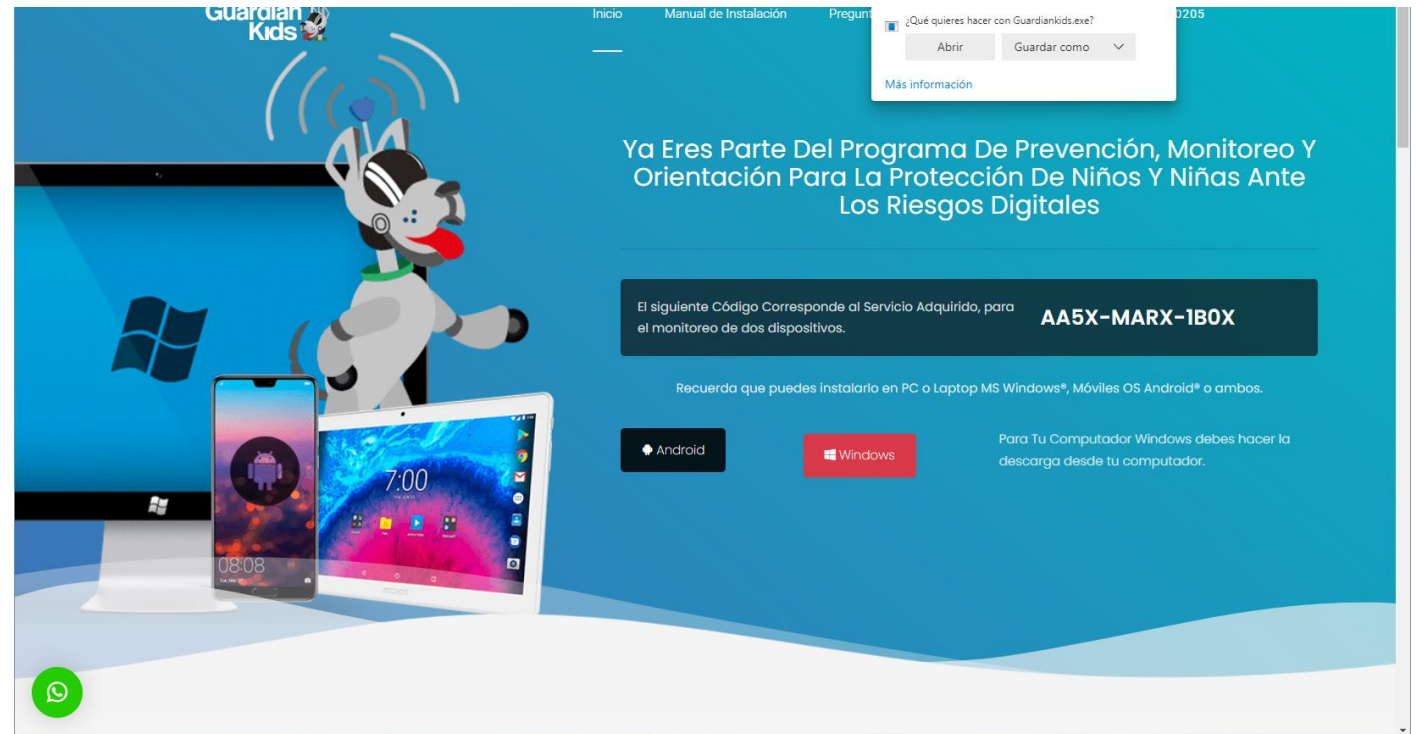 Guardian
Kids
Inicio
Manual de Instalación
Pregunt
0205
¿Qué quieres hacer con Guardiankids.exe?
Abrir
Guardar como
Más información
Ya Eres Parte Del Programa De Prevención, Monitoreo Y
Orientación Para La Protección De Niños Y Niñas Ante
Los Riesgos Digitales
El siguiente Código Corresponde al Servicio Adquirido, para
el monitoreo de dos dispositivos.
AA5X-MARX-1B0X
Recuerda que puedes instalarlo en PC o Laptop MS Windows®, Móviles OS Android® o ambos.
Android
Windows
Para Tu Computador Windows debes hacer la
descarga desde tu computador.
7:00
08:08
ARCHOS